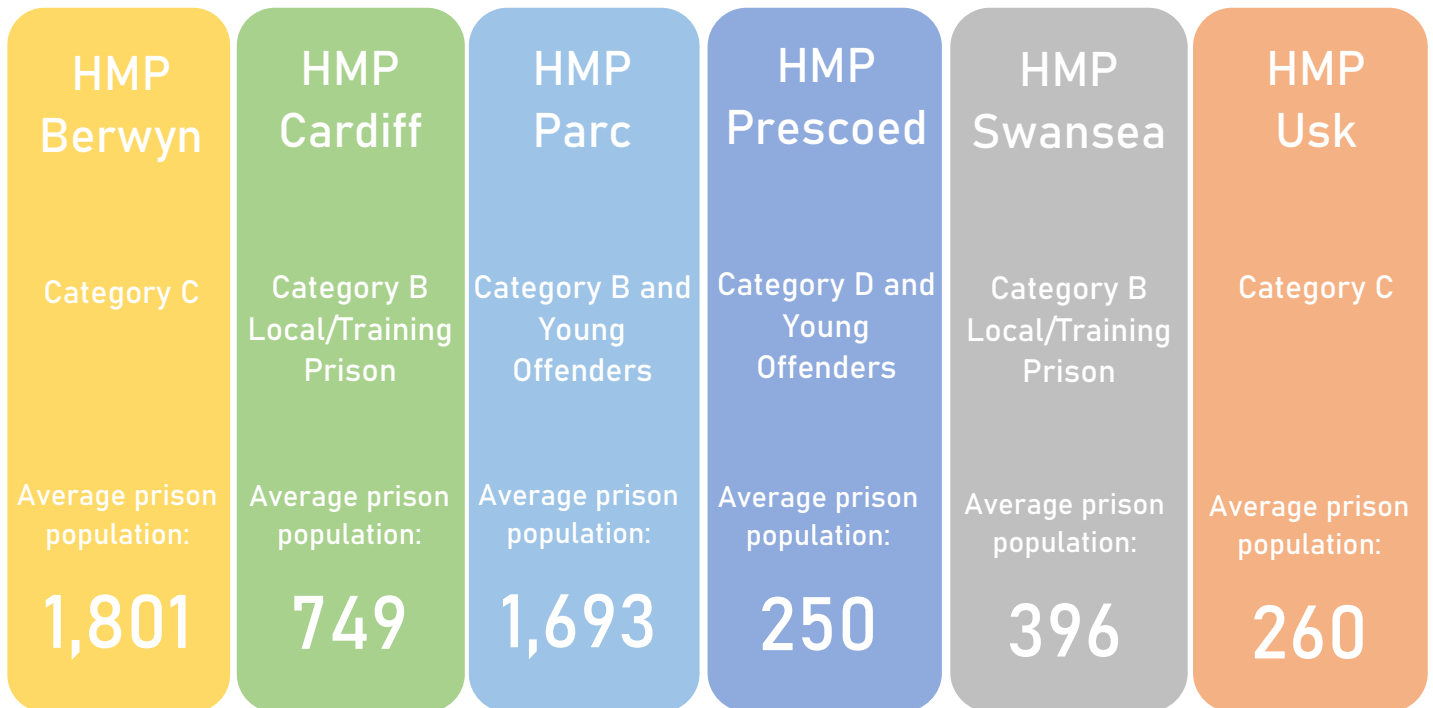 HMP
Berwyn
Category C
Average prison
population:
1,801
HMP
Cardiff
Category B
Local/Training
Prison
Average prison
population:
749
HMP
Parc
Category B and
Young
Offenders
Average prison
population:
1,693
HMP
Prescoed
Category D and
Young
Offenders
Average prison
population:
250
HMP
Swansea
Category B
Local/Training
Prison
Average prison
population:
396
HMP
Usk
Category C
Average prison
population:
260